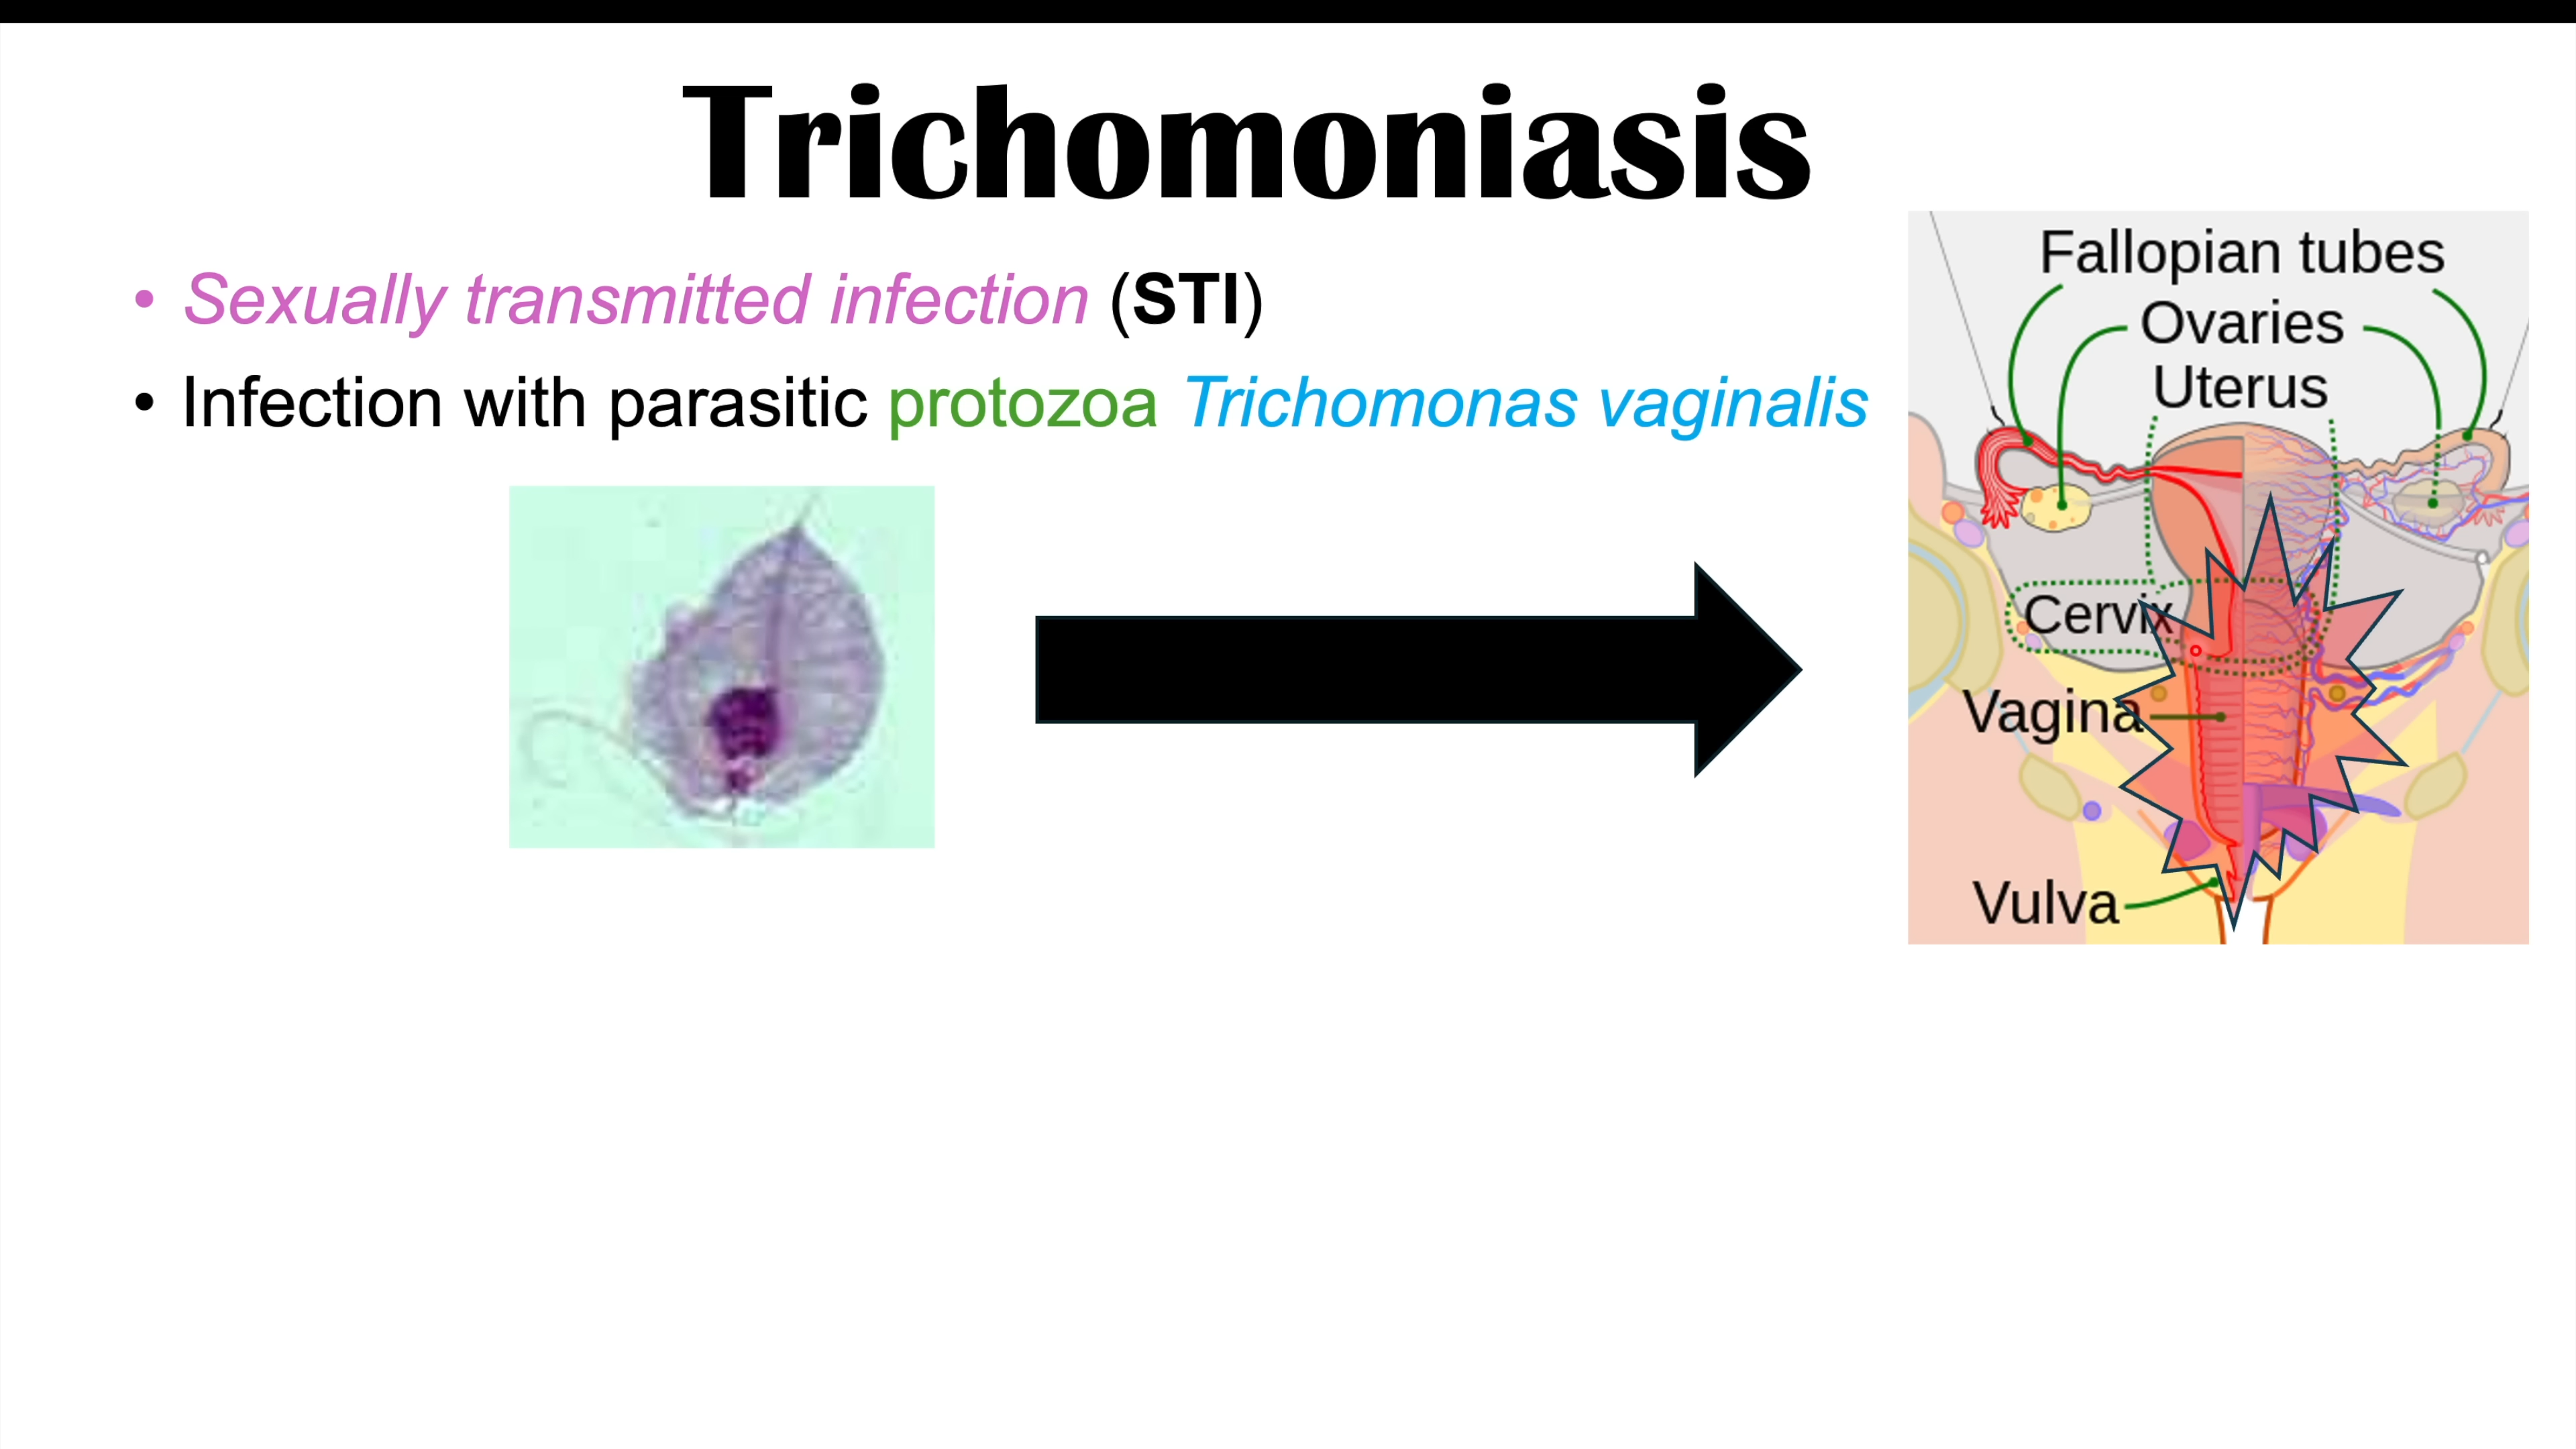 Trichomoniasis
• Sexually transmitted infection (STI)
• Infection with parasitic protozoa Trichomonas vaginalis
Fallopian tubes
Ovaries
Uterus
Cervix
Vagina
Vulva